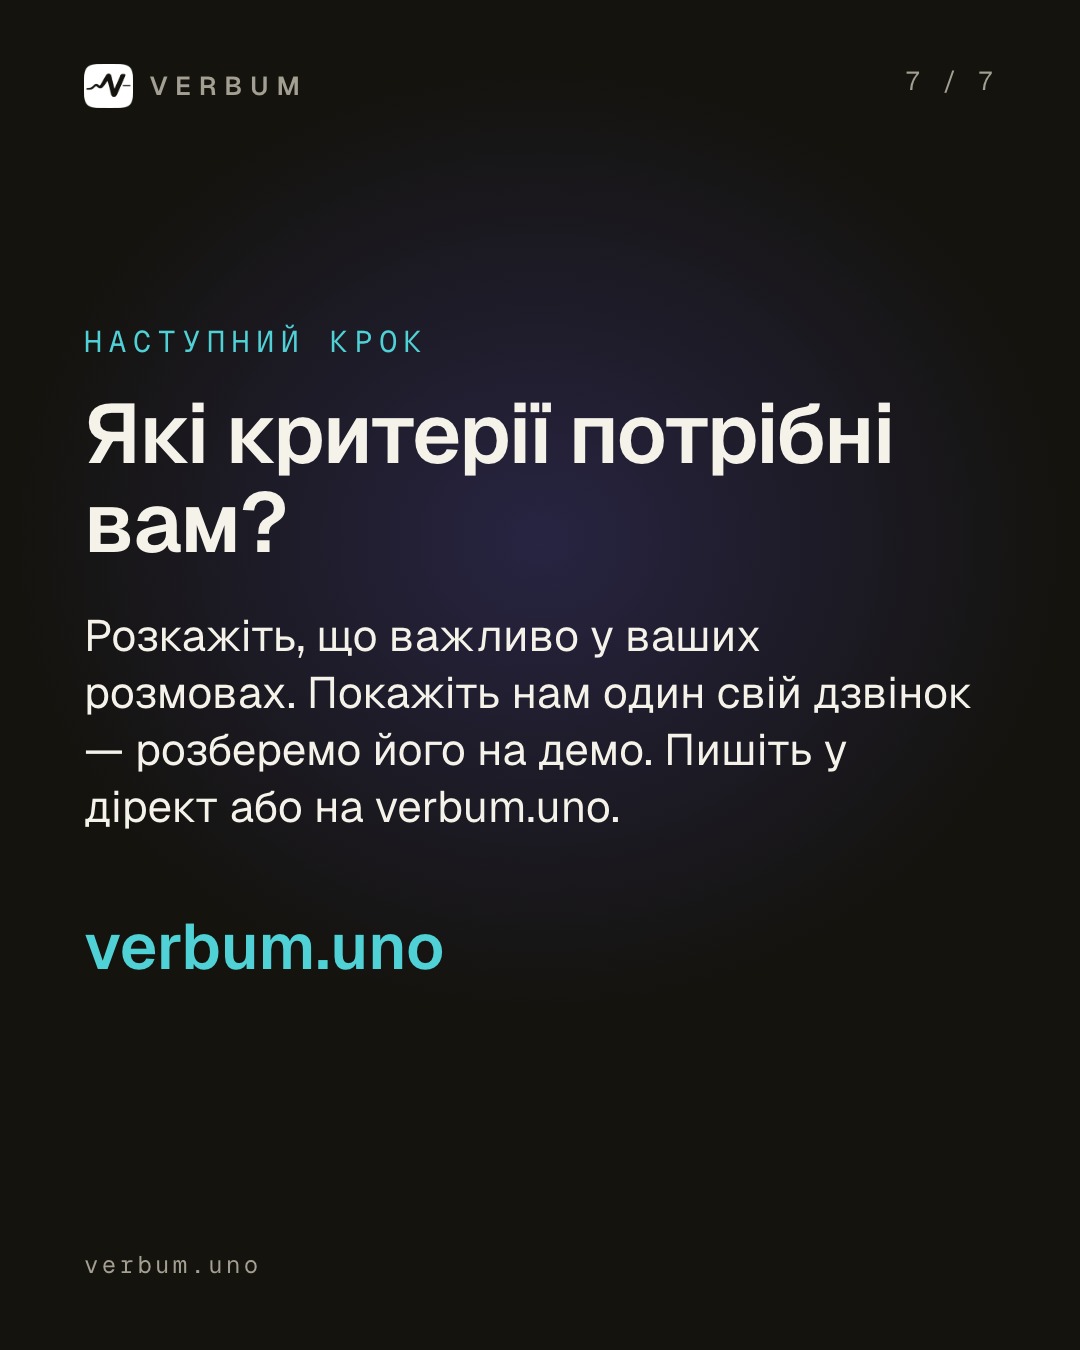 VERBUM
7 / 7
НАСТУПНИЙ КРОК
Які критерії потрібні
вам?
Розкажіть, що важливо у ваших
розмовах. Покажіть нам один свій дзвінок
— розберемо його на демо. Пишіть у
дірект або на verbum.uno.
verbum.uno
verbum.uno